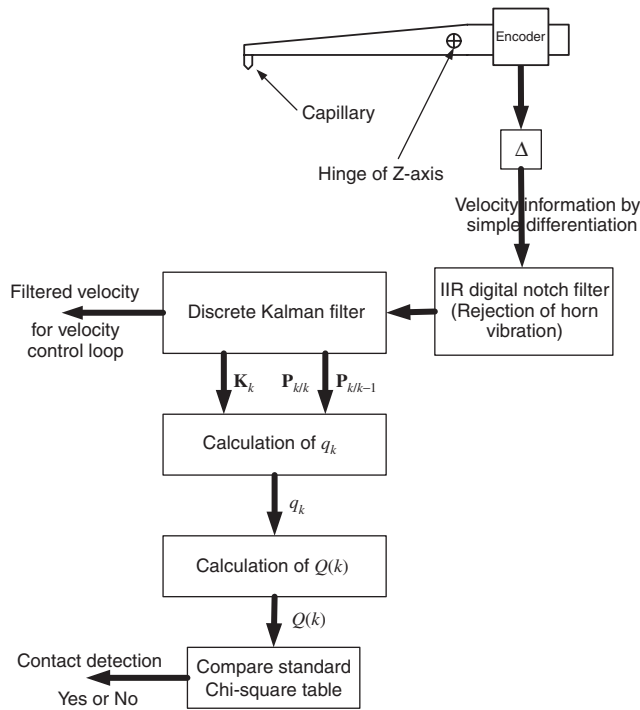 Encoder
Capillary
Hinge of Z-axis
Δ
Velocity information by
simple differentiation
IIR digital notch filter
(Rejection of horn
vibration)
Discrete Kalman filter
Filtered velocity
for velocity
control loop
K_k P_{k/k} P_{k/k−1}
Calculation of q_k
q_k
Calculation of Q(k)
Q(k)
Compare standard
Chi-square table
Contact detection
Yes or No